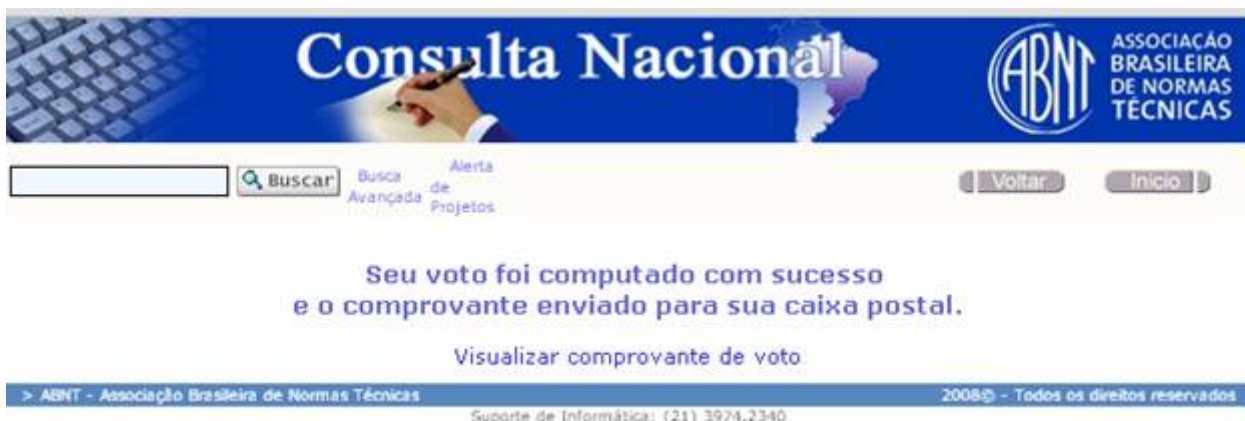 Consulta Nacional
ABNT
ASSOCIAÇÃO
BRASILEIRA
DE NORMAS
TÉCNICAS
Buscar
Busca
Avançada
Alerta
de
Projetos
Voltar
Inicio
Seu voto foi computado com sucesso
e o comprovante enviado para sua caixa postal.
Visualizar comprovante de voto
> ABNT - Associação Brasileira de Normas Técnicas
2008© - Todos os direitos reservados
Suporte de Informática: (21) 3974.2340